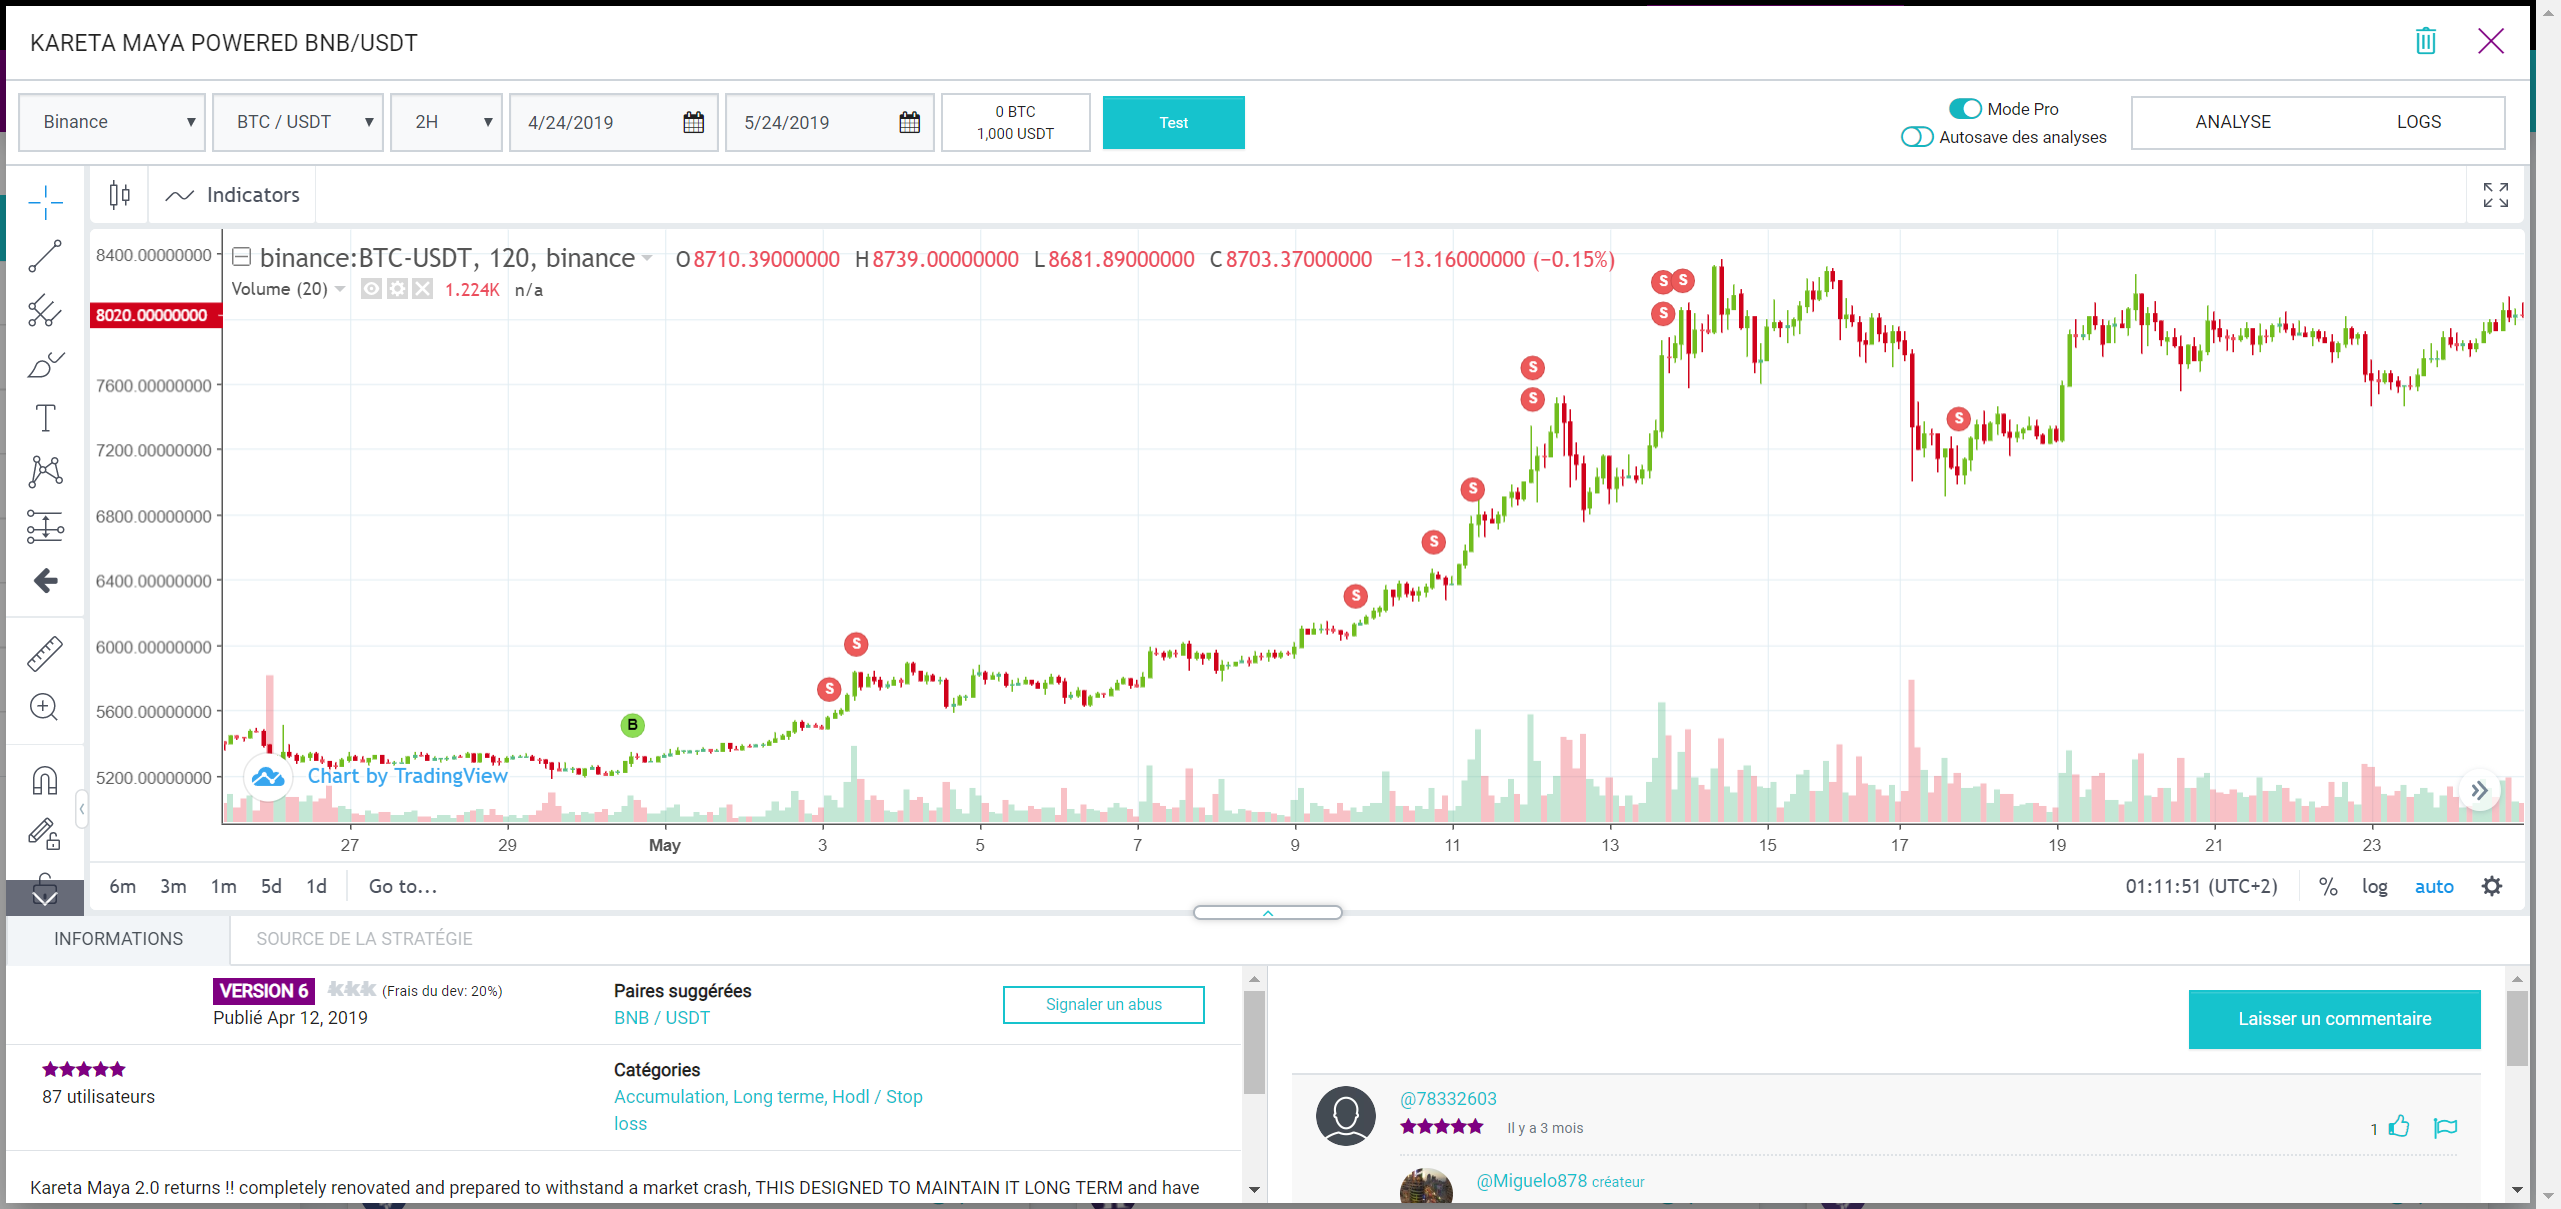 KARETA MAYA POWERED BNB/USDT
Binance
BTC / USDT
2H
4/24/2019
5/24/2019
0 BTC
1,000 USDT
Test
Mode Pro
Autosave des analyses
ANALYSE
LOGS
Indicators
binance:BTC-USDT, 120, binance
O8710.39000000 H8739.00000000 L8681.89000000 C8703.37000000 −13.16000000 (−0.15%)
Volume (20)
1.224K n/a
8400.00000000
8020.00000000
7600.00000000
7200.00000000
6800.00000000
6400.00000000
6000.00000000
5600.00000000
5200.00000000
S S
S
S
S
S
S
S
S
S
S
S
B
Chart by TradingView
27 29 May 3 5 7 9 11 13 15 17 19 21 23
6m 3m 1m 5d 1d Go to...
01:11:51 (UTC+2) % log auto
INFORMATIONS
SOURCE DE LA STRATÉGIE
VERSION 6 (Frais du dev: 20%)
Publié Apr 12, 2019
Paires suggérées
BNB / USDT
Signaler un abus
87 utilisateurs
Catégories
Accumulation, Long terme, Hodl / Stop
loss
Kareta Maya 2.0 returns !! completely renovated and prepared to withstand a market crash, THIS DESIGNED TO MAINTAIN IT LONG TERM and have
Laisser un commentaire
@78332603
Il y a 3 mois
1
@Miguelo878 créateur